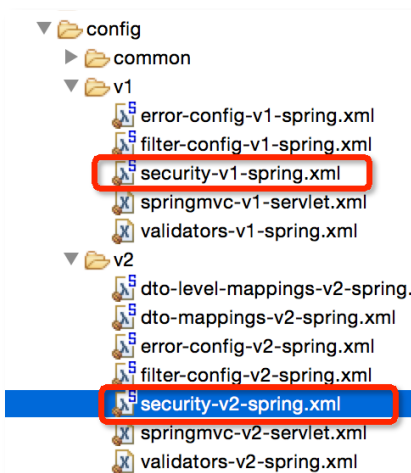 config
common
v1
error-config-v1-spring.xml
filter-config-v1-spring.xml
security-v1-spring.xml
springmvc-v1-servlet.xml
validators-v1-spring.xml
v2
dto-level-mappings-v2-spring.
dto-mappings-v2-spring.xml
error-config-v2-spring.xml
filter-config-v2-spring.xml
security-v2-spring.xml
springmvc-v2-servlet.xml
validators-v2-spring.xml